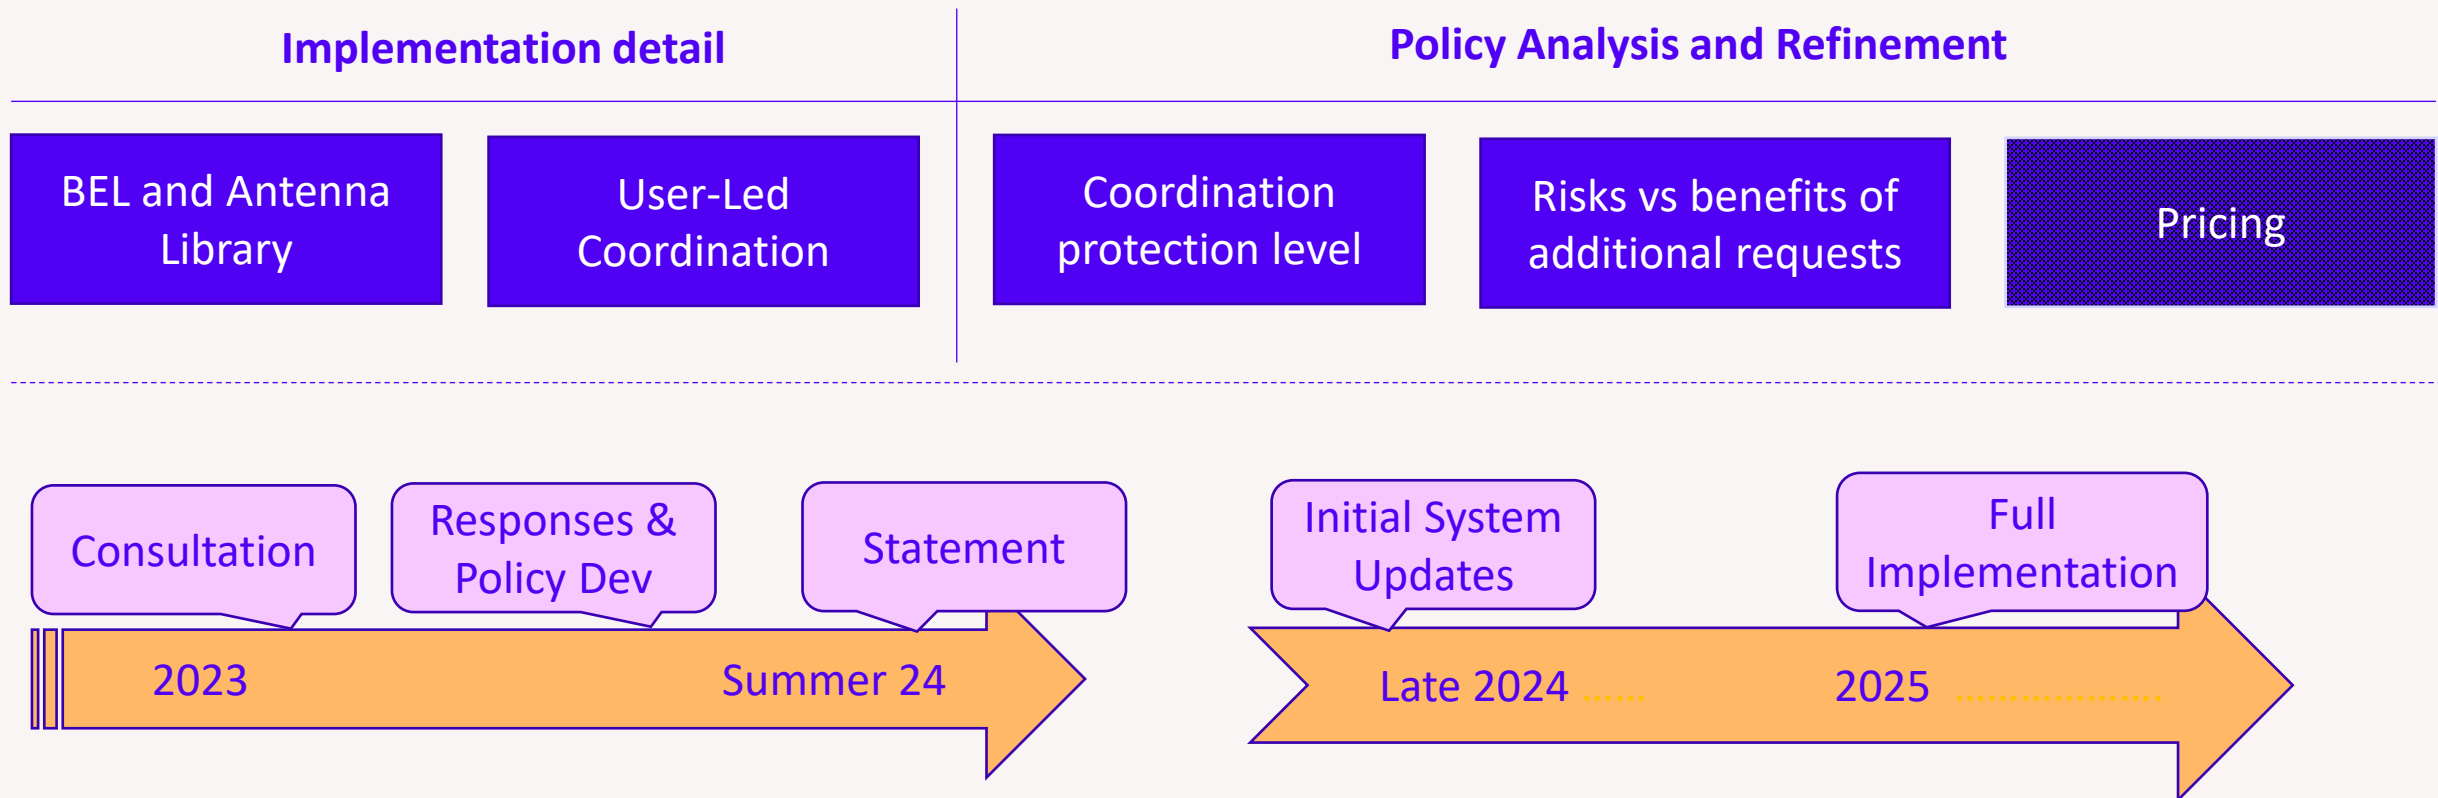 Implementation detail
Policy Analysis and Refinement
BEL and Antenna
Library
User-Led
Coordination
Coordination
protection level
Risks vs benefits of
additional requests
Pricing
Consultation
Responses &
Policy Dev
Statement
Initial System
Updates
Full
Implementation
2023
Summer 24
Late 2024 ......
2025 ...................